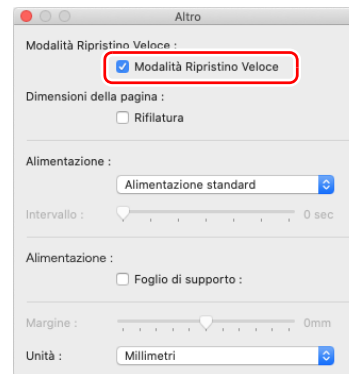 Altro
Modalità Ripristino Veloce :
Modalità Ripristino Veloce
Dimensioni della pagina :
Rifilatura
Alimentazione :
Alimentazione standard
Intervallo : 0 sec
Alimentazione :
Foglio di supporto :
Margine : 0mm
Unità : Millimetri